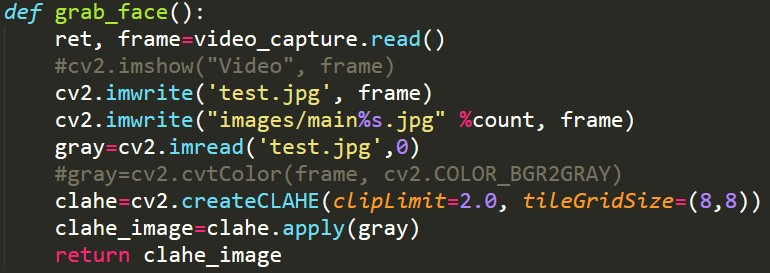 def grab_face():
    ret, frame=video_capture.read()
    #cv2.imshow("Video", frame)
    cv2.imwrite('test.jpg', frame)
    cv2.imwrite("images/main%s.jpg" %count, frame)
    gray=cv2.imread('test.jpg',0)
    #gray=cv2.cvtColor(frame, cv2.COLOR_BGR2GRAY)
    clahe=cv2.createCLAHE(clipLimit=2.0, tileGridSize=(8,8))
    clahe_image=clahe.apply(gray)
    return clahe_image